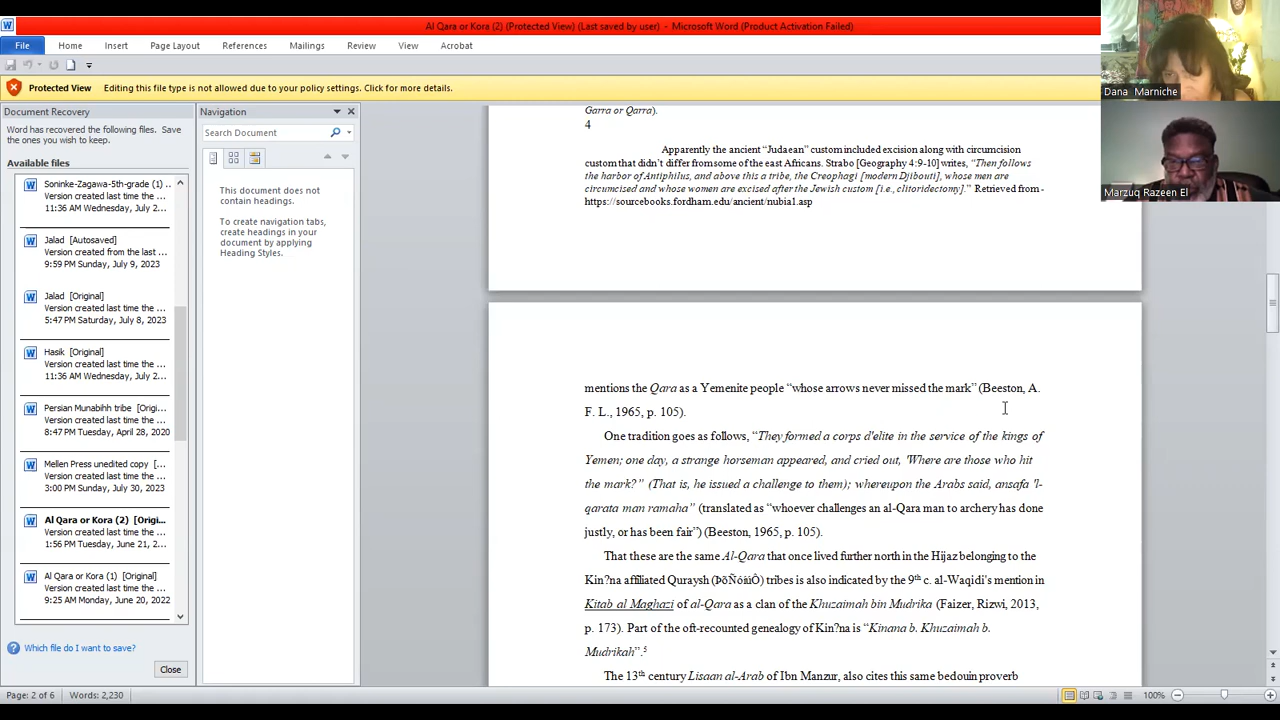 Al Qara or Kora (2) (Protected View) (Last saved by user) - Microsoft Word (Product Activation Failed)
File Home Insert Page Layout References Mailings Review View Acrobat
Protected View Editing this file type is not allowed due to your policy settings. Click for more details.
Document Recovery
Word has recovered the following files. Save
the ones you wish to keep.
Available files
Soninke-Zagawa-5th-grade (1) ...
Version created last time the ...
11:36 AM Wednesday, July 2...
Jalad [Autosaved]
Version created from the last ...
9:59 PM Sunday, July 9, 2023
Jalad [Original]
Version created last time the ...
5:47 PM Saturday, July 8, 2023
Hasik [Original]
Version created last time the ...
11:36 AM Wednesday, July 2...
Persian Munabihh tribe [Origi...
Version created last time the ...
8:47 PM Tuesday, April 28, 2020
Mellen Press unedited copy [...
Version created last time the ...
3:00 PM Sunday, July 30, 2023
Al Qara or Kora (2) [Origi...
Version created last time the ...
1:56 PM Tuesday, June 21, 2...
Al Qara or Kora (1) [Original]
Version created last time the ...
9:25 AM Monday, June 20, 2022
Which file do I want to save?
Close
Navigation
Search Document
This document does not
contain headings.
To create navigation tabs,
create headings in your
document by applying
Heading Styles.
Garra or Qarra).
4
Apparently the ancient “Judaean” custom included excision along with circumcision
custom that didn’t differ from some of the east Africans. Strabo [Geography 4:9-10] writes, “Then follows
the harbor of Antiphilus, and above this a tribe, the Creophagi [modern Djibouti], whose men are
circumcised and whose women are excised after the Jewish custom [i.e., clitoridectomy].” Retrieved from -
https://sourcebooks.fordham.edu/ancient/nubia1.asp
mentions the Qara as a Yemenite people “whose arrows never missed the mark” (Beeston, A.
F. L., 1965, p. 105).
One tradition goes as follows, “They formed a corps d'elite in the service of the kings of
Yemen; one day, a strange horseman appeared, and cried out, 'Where are those who hit
the mark?” (That is, he issued a challenge to them); whereupon the Arabs said, ansafa 'l-
qarata man ramaha” (translated as “whoever challenges an al-Qara man to archery has done
justly, or has been fair”) (Beeston, 1965, p. 105).
That these are the same Al-Qara that once lived further north in the Hijaz belonging to the
Kin?na affiliated Quraysh (ÞõÑóáíÔ) tribes is also indicated by the 9th c. al-Waqidi’s mention in
Kitab al Maghazi of al-Qara as a clan of the Khuzaimah bin Mudrika (Faizer, Rizwi, 2013,
p. 173). Part of the oft-recounted genealogy of Kin?na is “Kinana b. Khuzaimah b.
Mudrikah”.5
The 13th century Lisaan al-Arab of Ibn Manzur, also cites this same bedouin proverb
Dana Marniche
Marzuq Razeen El
Page: 2 of 6 Words: 2,230
100%